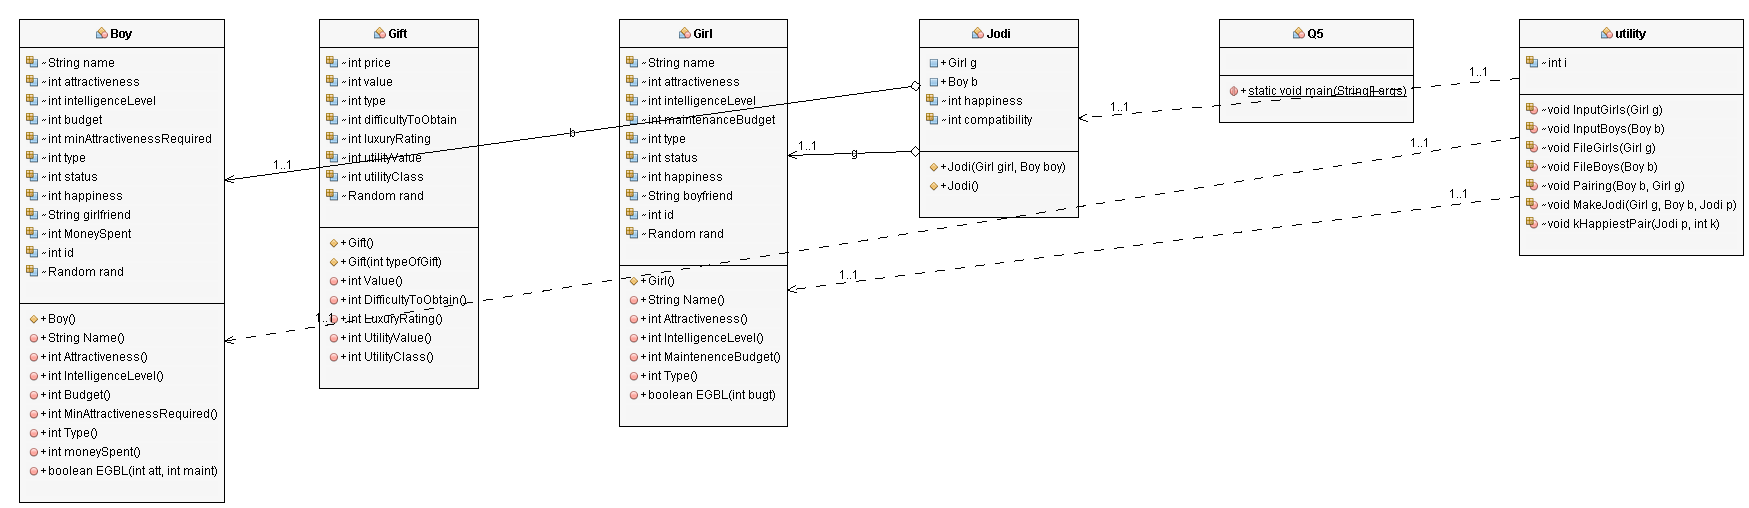 Boy
~String name
~int attractiveness
~int intelligenceLevel
~int budget
~int minAttractivenessRequired
~int type
~int status
~int happiness
~String girlfriend
~int MoneySpent
~int id
~Random rand
+Boy()
+String Name()
+int Attractiveness()
+int IntelligenceLevel()
+int Budget()
+int MinAttractivenessRequired()
+int Type()
+int moneySpent()
+boolean EGBL(int att, int maint)
Gift
~int price
~int value
~int type
~int difficultyToObtain
~int luxuryRating
~int utilityValue
~int utilityClass
~Random rand
+Gift()
+Gift(int typeOfGift)
+int Value()
+int DifficultyToObtain()
+int LuxuryRating()
+int UtilityValue()
+int UtilityClass()
Girl
~String name
~int attractiveness
~int intelligenceLevel
~int maintenanceBudget
~int type
~int status
~int happiness
~String boyfriend
~int id
~Random rand
+Girl()
+String Name()
+int Attractiveness()
+int IntelligenceLevel()
+int MaintenenceBudget()
+int Type()
+boolean EGBL(int bugt)
Jodi
+Girl g
+Boy b
~int happiness
~int compatibility
+Jodi(Girl girl, Boy boy)
+Jodi()
Q5
+static void main(String[] args)
utility
~int i
~void InputGirls(Girl g)
~void InputBoys(Boy b)
~void FileGirls(Girl g)
~void FileBoys(Boy b)
~void Pairing(Boy b, Girl g)
~void MakeJodi(Girl g, Boy b, Jodi p)
~void kHappiestPair(Jodi p, int k)
1..1
b
1..1
g
1..1
1..1
1..1
1..1
1..1
1..1